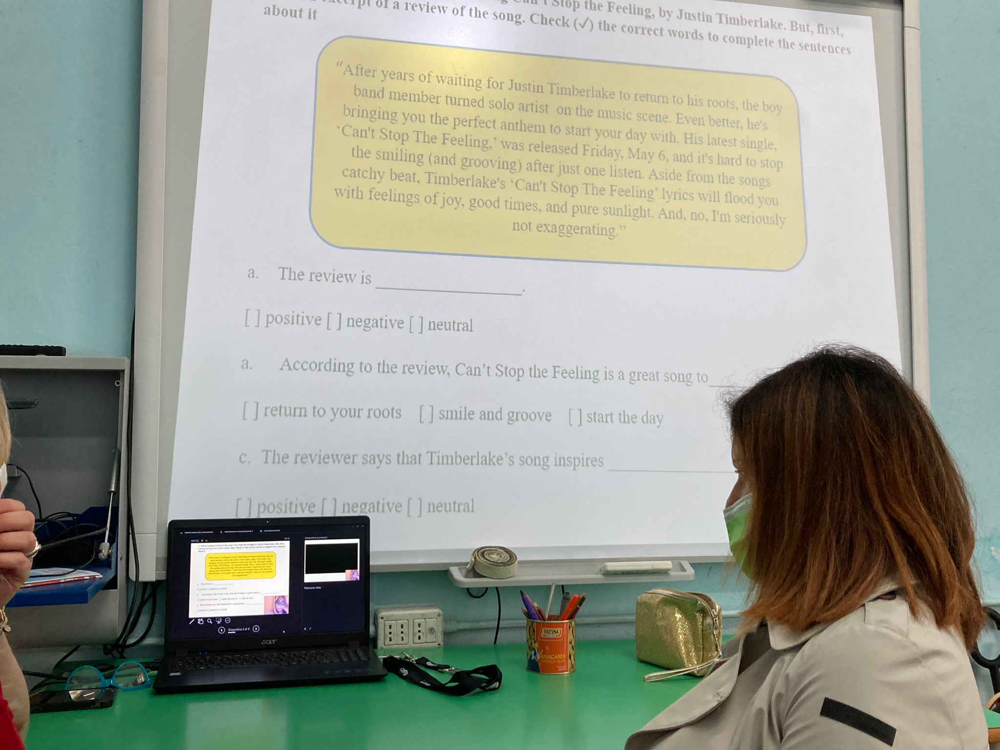 Can't Stop the Feeling, by Justin Timberlake. But, first,
excerpt of a review of the song. Check (✓) the correct words to complete the sentences
about it
“After years of waiting for Justin Timberlake to return to his roots, the boy
band member turned solo artist on the music scene. Even better, he's
bringing you the perfect anthem to start your day with. His latest single,
‘Can't Stop The Feeling,’ was released Friday, May 6, and it's hard to stop
the smiling (and grooving) after just one listen. Aside from the songs
catchy beat, Timberlake's ‘Can't Stop The Feeling’ lyrics will flood you
with feelings of joy, good times, and pure sunlight. And, no, I'm seriously
not exaggerating.”
a. The review is ________________.
[ ] positive [ ] negative [ ] neutral
a. According to the review, Can’t Stop the Feeling is a great song to____
[ ] return to your roots [ ] smile and groove [ ] start the day
c. The reviewer says that Timberlake’s song inspires ______________
[ ] positive [ ] negative [ ] neutral
Diapositiva successiva
Nessuna nota
Diapositiva 3 di 9
acer
FATINA
ANACARDI